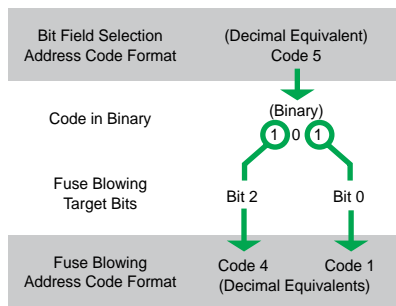 Bit Field Selection
Address Code Format
(Decimal Equivalent)
Code 5
Code in Binary
(Binary)
1 0 1
Fuse Blowing
Target Bits
Bit 2
Bit 0
Fuse Blowing
Address Code Format
Code 4
Code 1
(Decimal Equivalents)